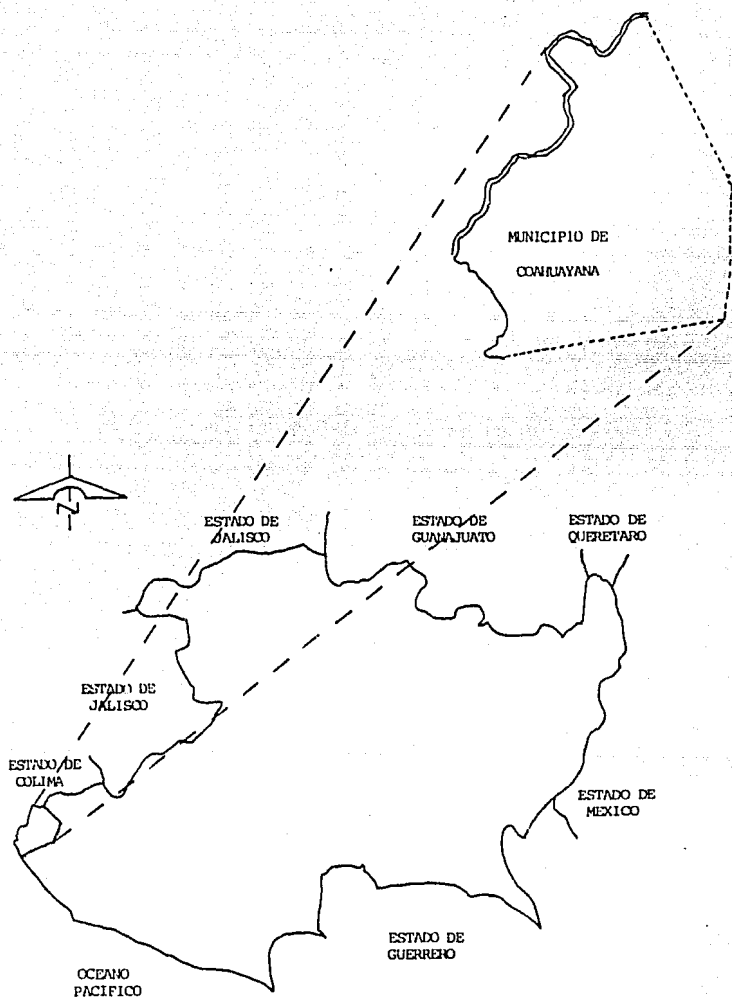 MUNICIPIO DE
COAHUAYANA
N
ESTADO DE
JALISCO
ESTADO DE
GUANAJUATO
ESTADO DE
QUERETARO
ESTADO DE
JALISCO
ESTADO DE
COLIMA
ESTADO DE
MEXICO
ESTADO DE
GUERRERO
OCEANO
PACIFICO